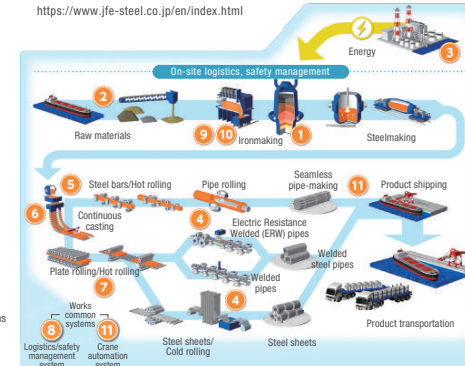 https://www.jfe-steel.co.jp/en/index.html
Energy
3
On-site logistics, safety management
2
Raw materials
9
10
Ironmaking
1
Steelmaking
5
Steel bars/Hot rolling
Pipe rolling
Seamless
pipe-making
11
Product shipping
6
Continuous
casting
4
Electric Resistance
Welded (ERW) pipes
Welded
steel pipes
Plate rolling/Hot rolling
7
Welded
pipes
4
Works
common
systems
8
11
Logistics/safety
management
system
Crane
automation
system
Steel sheets/
Cold rolling
Steel sheets
Product transportation